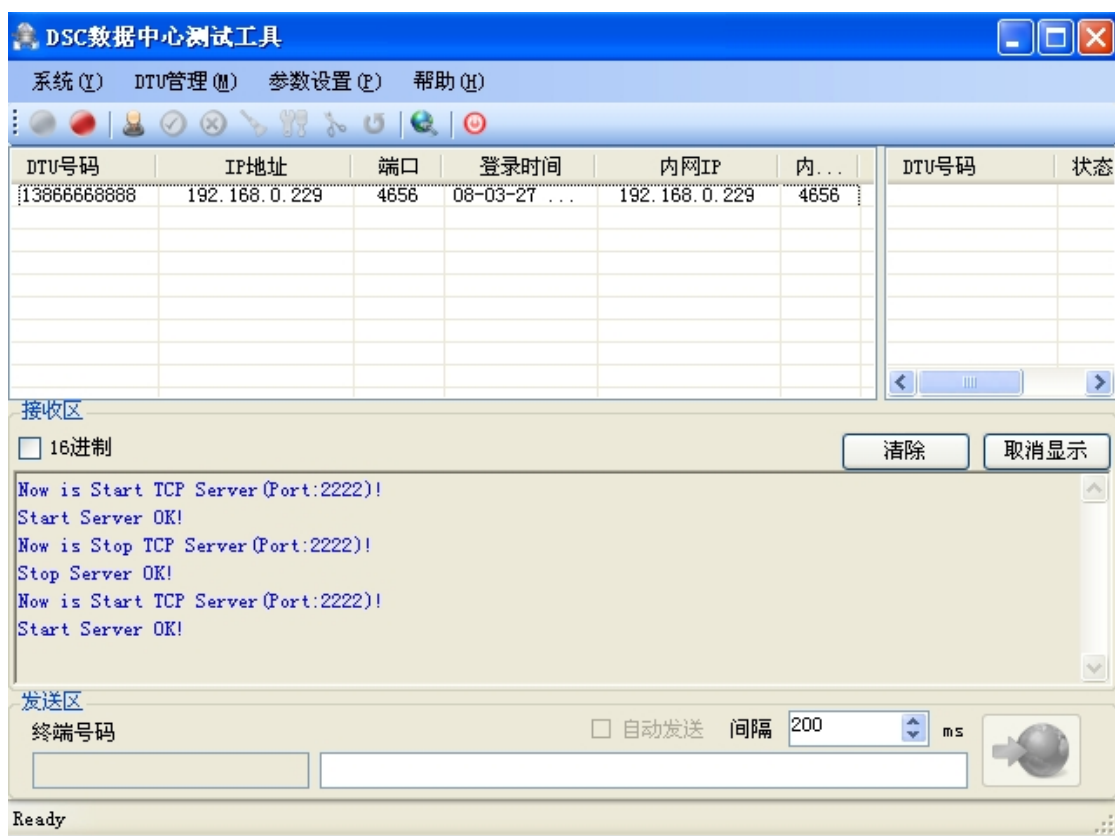 DSC数据中心测试工具
系统(Y) DTU管理(M) 参数设置(P) 帮助(H)
DTU号码 IP地址 端口 登录时间 内网IP 内... DTU号码 状态
13866668888 192.168.0.229 4656 08-03-27 ... 192.168.0.229 4656
接收区
16进制 清除 取消显示
Now is Start TCP Server(Port:2222)!
Start Server OK!
Now is Stop TCP Server(Port:2222)!
Stop Server OK!
Now is Start TCP Server(Port:2222)!
Start Server OK!
发送区
终端号码 自动发送 间隔 200 ms
Ready